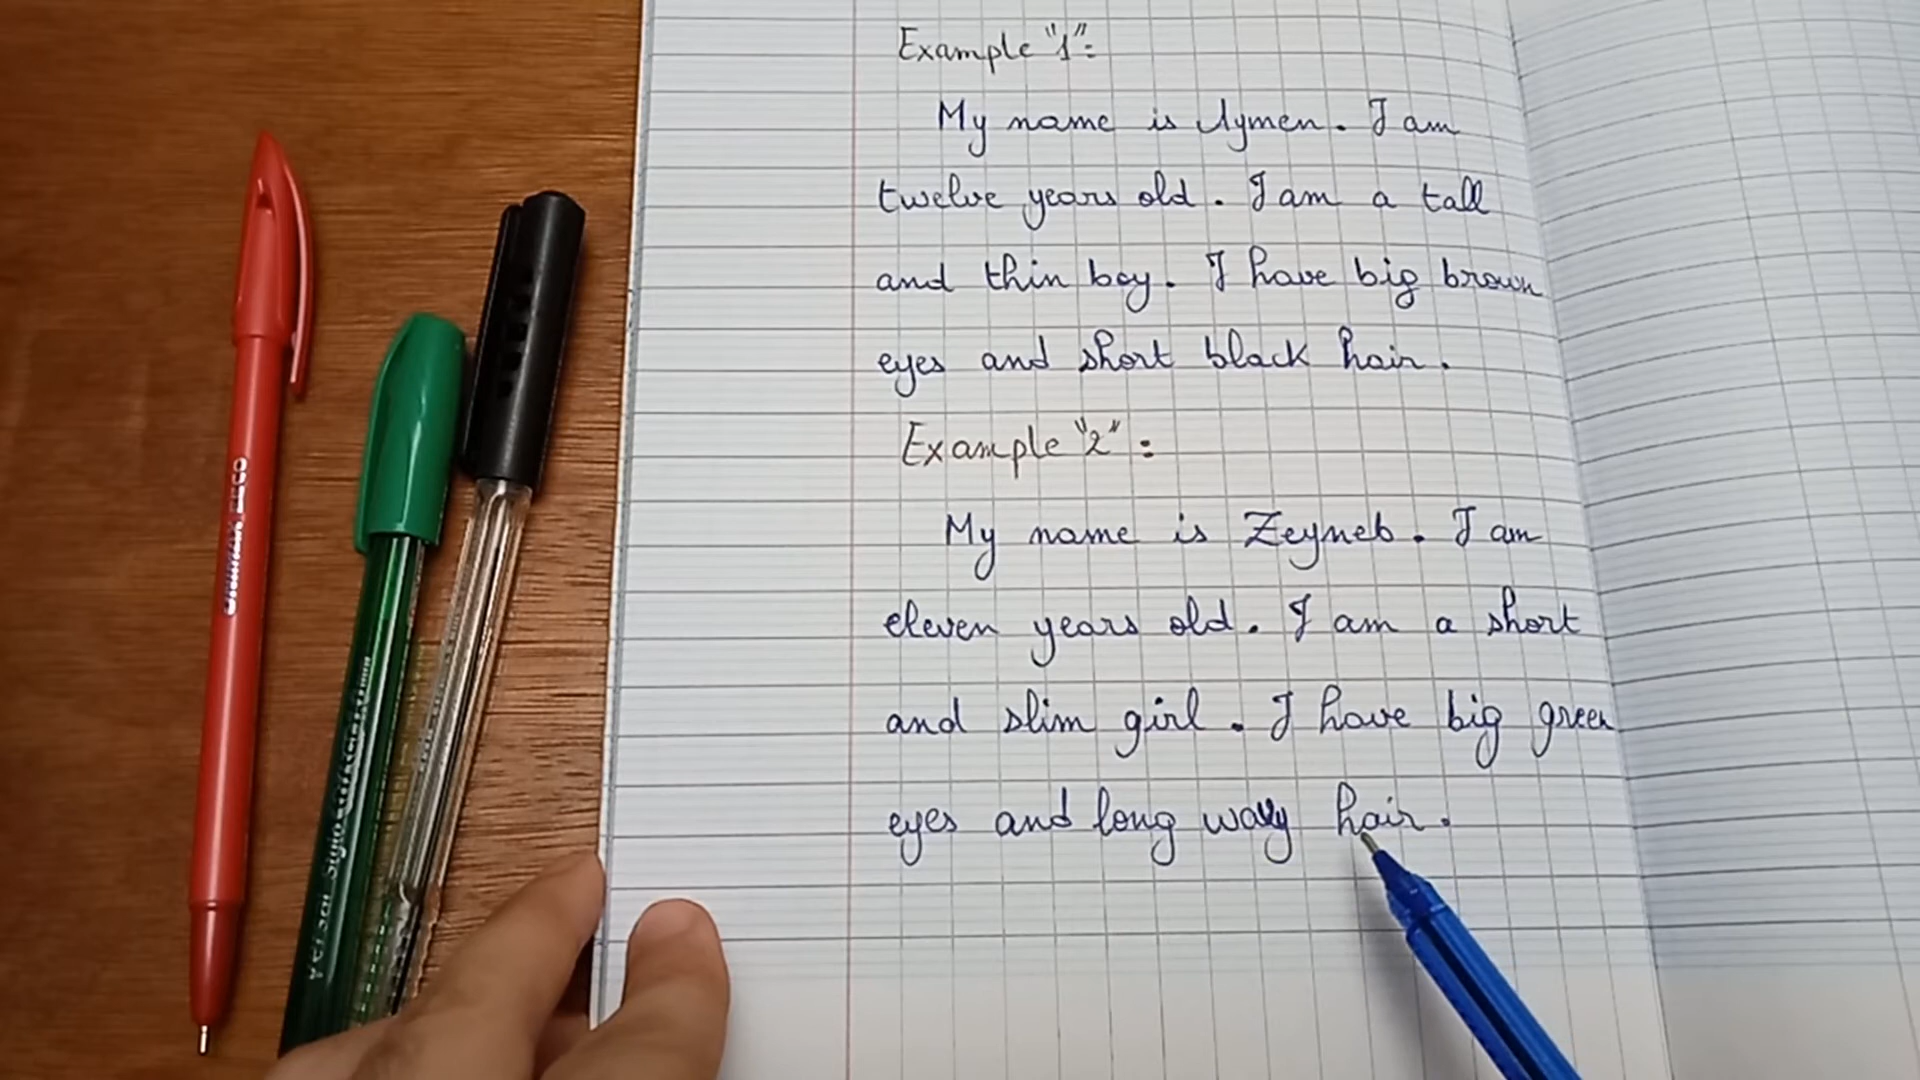 Example "1":
My name is Aymen. I am
twelve years old. I am a tall
and thin boy. I have big brown
eyes and short black hair.
Example "2" :
My name is Zeyneb. I am
eleven years old. I am a short
and slim girl. I have big green
eyes and long wavy hair.